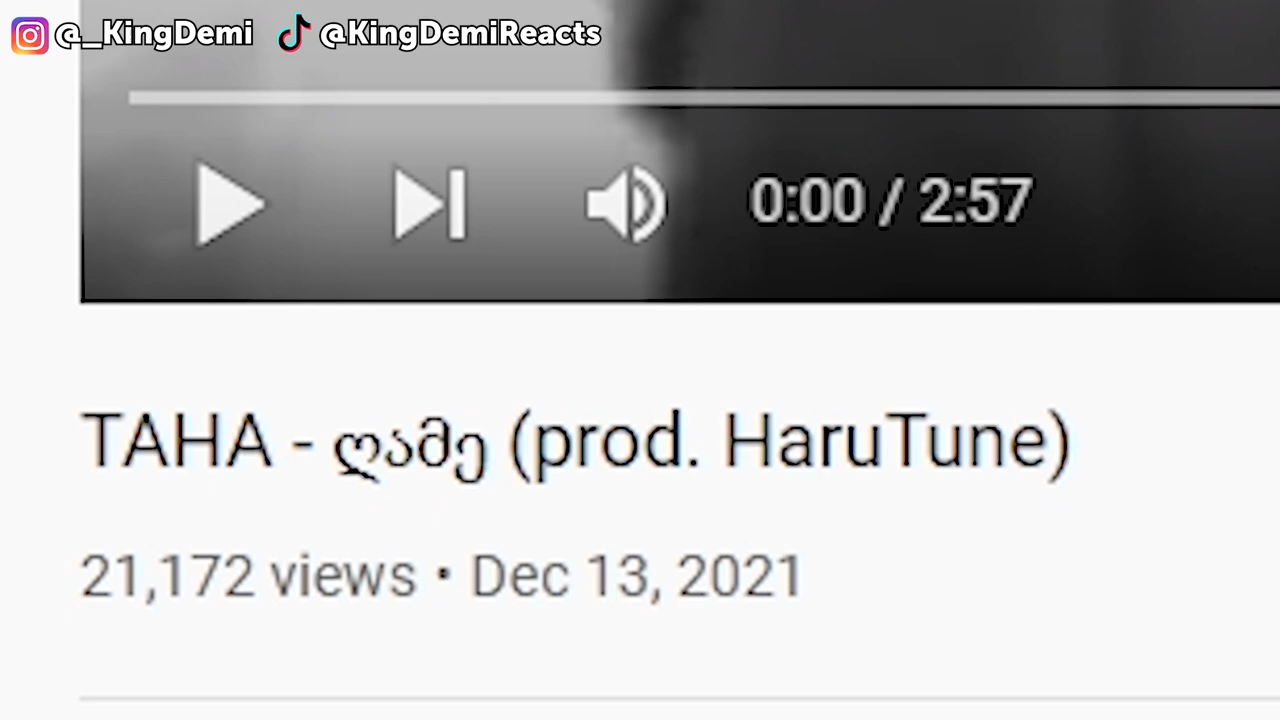 @_KingDemi @KingDemiReacts
0:00 / 2:57
TAHA - ღამე (prod. HaruTune)
21,172 views • Dec 13, 2021